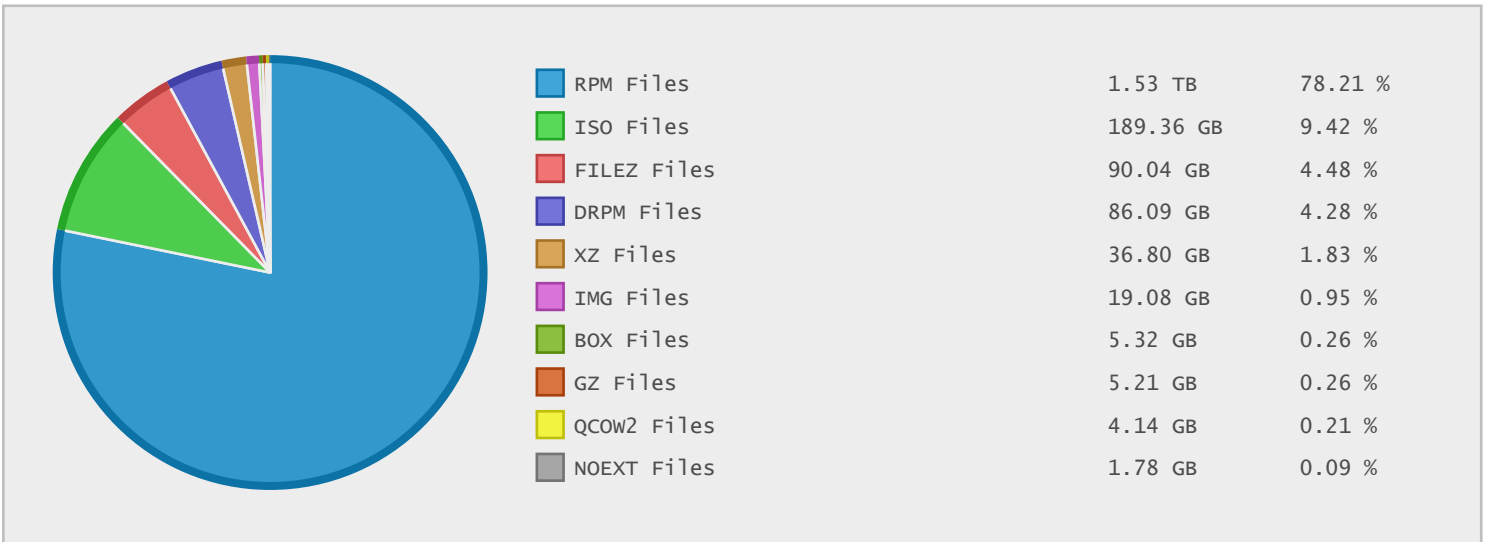 RPM Files 1.53 TB 78.21 %
ISO Files 189.36 GB 9.42 %
FILEZ Files 90.04 GB 4.48 %
DRPM Files 86.09 GB 4.28 %
XZ Files 36.80 GB 1.83 %
IMG Files 19.08 GB 0.95 %
BOX Files 5.32 GB 0.26 %
GZ Files 5.21 GB 0.26 %
QCOW2 Files 4.14 GB 0.21 %
NOEXT Files 1.78 GB 0.09 %